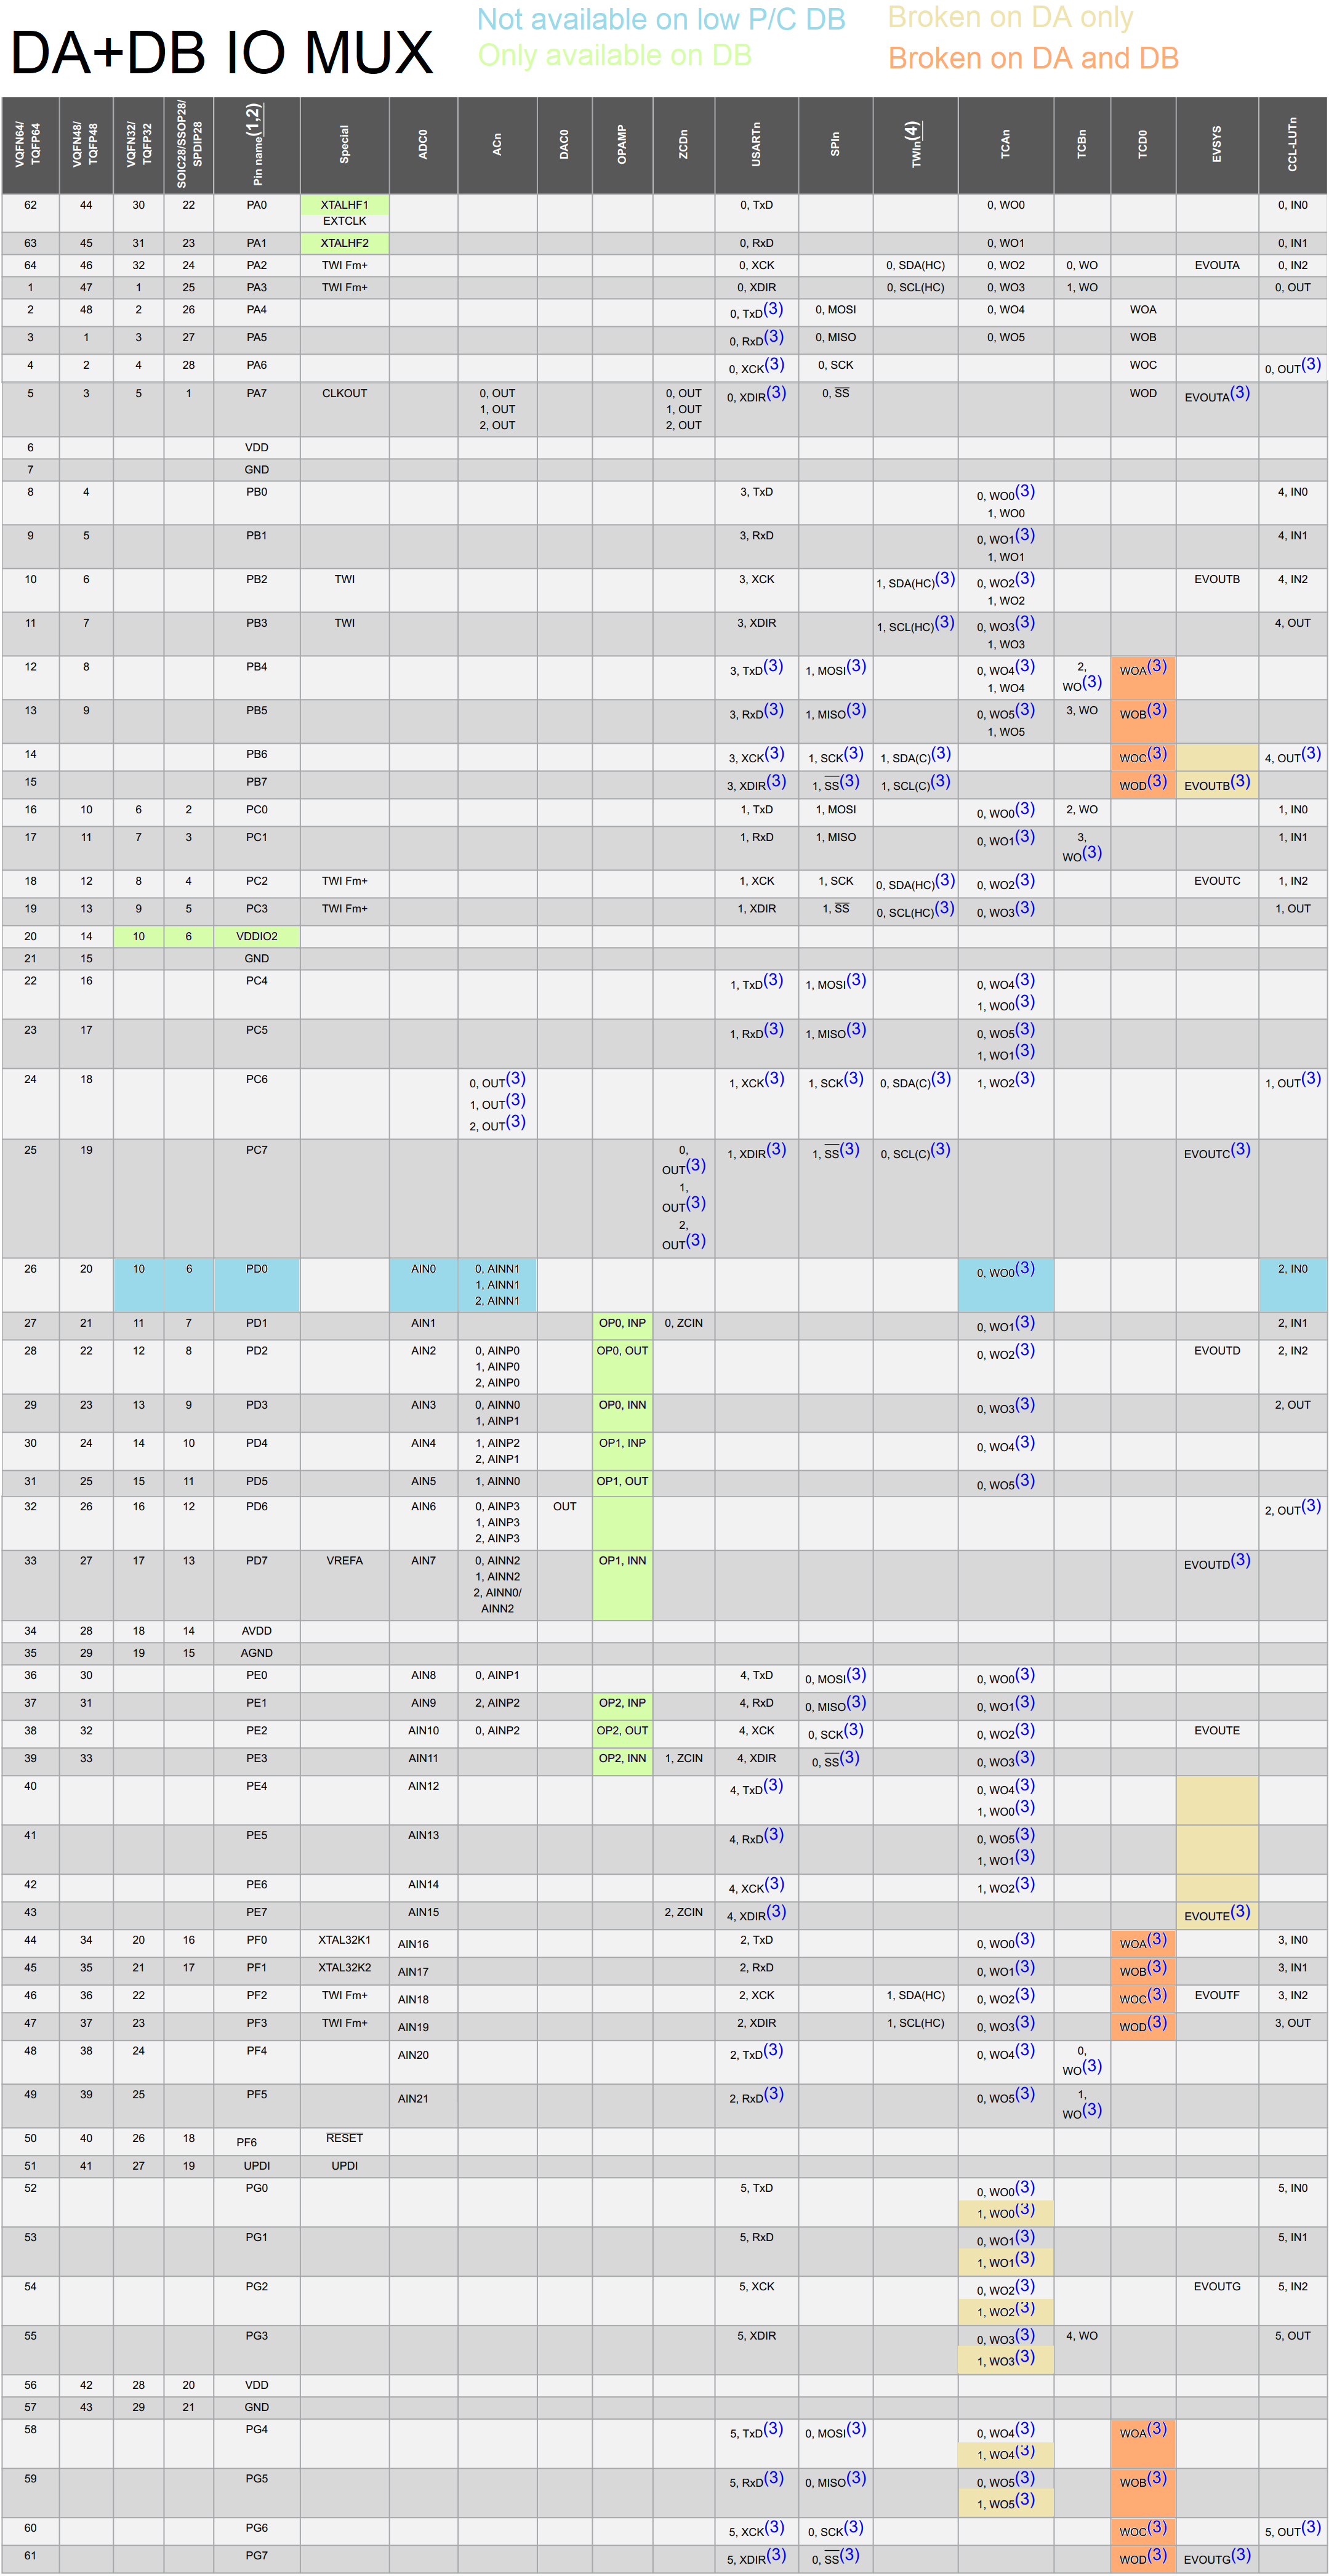 Not available on low P/C DB Broken on DA only
DA+DB IO MUX
Only available on DB Broken on DA and DB
VQFN64/ TQFP64 VQFN48/ TQFP48 VQFN32/ TQFP32 SOIC28/SSOP28/ SPDIP28 Pin name(1,2) Special ADC0 ACn DAC0 OPAMP ZCDn USARTn SPIn TWIn(4) TCAn TCBn TCD0 EVSYS CCL-LUTn
62 44 30 22 PA0 XTALHF1 0, TxD 0, WO0 0, IN0
EXTCLK
63 45 31 23 PA1 XTALHF2 0, RxD 0, WO1 0, IN1
64 46 32 24 PA2 TWI Fm+ 0, XCK 0, SDA(HC) 0, WO2 0, WO EVOUTA 0, IN2
1 47 1 25 PA3 TWI Fm+ 0, XDIR 0, SCL(HC) 0, WO3 1, WO 0, OUT
2 48 2 26 PA4 0, TxD(3) 0, MOSI 0, WO4 WOA
3 1 3 27 PA5 0, RxD(3) 0, MISO 0, WO5 WOB
4 2 4 28 PA6 0, XCK(3) 0, SCK WOC 0, OUT(3)
5 3 5 1 PA7 CLKOUT 0, OUT 0, OUT 0, XDIR(3) 0, SS WOD EVOUTA(3)
1, OUT 1, OUT
2, OUT 2, OUT
6 VDD
7 GND
8 4 PB0 3, TxD 0, WO0(3) 4, IN0
1, WO0
9 5 PB1 3, RxD 0, WO1(3) 4, IN1
1, WO1
10 6 PB2 TWI 3, XCK 1, SDA(HC)(3) 0, WO2(3) EVOUTB 4, IN2
1, WO2
11 7 PB3 TWI 3, XDIR 1, SCL(HC)(3) 0, WO3(3) 4, OUT
1, WO3
12 8 PB4 3, TxD(3) 1, MOSI(3) 0, WO4(3) 2, WOA(3)
1, WO4 WO(3)
13 9 PB5 3, RxD(3) 1, MISO(3) 0, WO5(3) 3, WO WOB(3)
1, WO5
14 PB6 3, XCK(3) 1, SCK(3) 1, SDA(C)(3) WOC(3) 4, OUT(3)
15 PB7 3, XDIR(3) 1, SS(3) 1, SCL(C)(3) WOD(3) EVOUTB(3)
16 10 6 2 PC0 1, TxD 1, MOSI 0, WO0(3) 2, WO 1, IN0
17 11 7 3 PC1 1, RxD 1, MISO 0, WO1(3) 3, 1, IN1
WO(3)
18 12 8 4 PC2 TWI Fm+ 1, XCK 1, SCK 0, SDA(HC)(3) 0, WO2(3) EVOUTC 1, IN2
19 13 9 5 PC3 TWI Fm+ 1, XDIR 1, SS 0, SCL(HC)(3) 0, WO3(3) 1, OUT
20 14 10 6 VDDIO2
21 15 GND
22 16 PC4 1, TxD(3) 1, MOSI(3) 0, WO4(3)
1, WO0(3)
23 17 PC5 1, RxD(3) 1, MISO(3) 0, WO5(3)
1, WO1(3)
24 18 PC6 0, OUT(3) 1, XCK(3) 1, SCK(3) 0, SDA(C)(3) 1, WO2(3) 1, OUT(3)
1, OUT(3)
2, OUT(3)
25 19 PC7 0, 1, XDIR(3) 1, SS(3) 0, SCL(C)(3) EVOUTC(3)
OUT(3)
1,
OUT(3)
2,
OUT(3)
26 20 10 6 PD0 AIN0 0, AINN1 0, WO0(3) 2, IN0
1, AINN1
2, AINN1
27 21 11 7 PD1 AIN1 OP0, INP 0, ZCIN 0, WO1(3) 2, IN1
28 22 12 8 PD2 AIN2 0, AINP0 OP0, OUT 0, WO2(3) EVOUTD 2, IN2
1, AINP0
2, AINP0
29 23 13 9 PD3 AIN3 0, AINN0 OP0, INN 0, WO3(3) 2, OUT
1, AINP1
30 24 14 10 PD4 AIN4 1, AINP2 OP1, INP 0, WO4(3)
2, AINP1
31 25 15 11 PD5 AIN5 1, AINN0 OP1, OUT 0, WO5(3)
32 26 16 12 PD6 AIN6 0, AINP3 OUT 2, OUT(3)
1, AINP3
2, AINP3
33 27 17 13 PD7 VREFA AIN7 0, AINN2 OP1, INN EVOUTD(3)
1, AINN2
2, AINN0/
AINN2
34 28 18 14 AVDD
35 29 19 15 AGND
36 30 PE0 AIN8 0, AINP1 4, TxD 0, MOSI(3) 0, WO0(3)
37 31 PE1 AIN9 2, AINP2 OP2, INP 4, RxD 0, MISO(3) 0, WO1(3)
38 32 PE2 AIN10 0, AINP2 OP2, OUT 4, XCK 0, SCK(3) 0, WO2(3) EVOUTE
39 33 PE3 AIN11 OP2, INN 1, ZCIN 4, XDIR 0, SS(3) 0, WO3(3)
40 PE4 AIN12 4, TxD(3) 0, WO4(3)
1, WO0(3)
41 PE5 AIN13 4, RxD(3) 0, WO5(3)
1, WO1(3)
42 PE6 AIN14 4, XCK(3) 1, WO2(3)
43 PE7 AIN15 2, ZCIN 4, XDIR(3) EVOUTE(3)
44 34 20 16 PF0 XTAL32K1 AIN16 2, TxD 0, WO0(3) WOA(3) 3, IN0
45 35 21 17 PF1 XTAL32K2 AIN17 2, RxD 0, WO1(3) WOB(3) 3, IN1
46 36 22 PF2 TWI Fm+ AIN18 2, XCK 1, SDA(HC) 0, WO2(3) WOC(3) EVOUTF 3, IN2
47 37 23 PF3 TWI Fm+ AIN19 2, XDIR 1, SCL(HC) 0, WO3(3) WOD(3) 3, OUT
48 38 24 PF4 AIN20 2, TxD(3) 0, WO4(3) 0,
WO(3)
49 39 25 PF5 AIN21 2, RxD(3) 0, WO5(3) 1,
WO(3)
50 40 26 18 PF6 RESET
51 41 27 19 UPDI UPDI
52 PG0 5, TxD 0, WO0(3) 5, IN0
1, WO0(3)
53 PG1 5, RxD 0, WO1(3) 5, IN1
1, WO1(3)
54 PG2 5, XCK 0, WO2(3) EVOUTG 5, IN2
1, WO2(3)
55 PG3 5, XDIR 0, WO3(3) 4, WO 5, OUT
1, WO3(3)
56 42 28 20 VDD
57 43 29 21 GND
58 PG4 5, TxD(3) 0, MOSI(3) 0, WO4(3) WOA(3)
1, WO4(3)
59 PG5 5, RxD(3) 0, MISO(3) 0, WO5(3) WOB(3)
1, WO5(3)
60 PG6 5, XCK(3) 0, SCK(3) WOC(3) 5, OUT(3)
61 PG7 5, XDIR(3) 0, SS(3) WOD(3) EVOUTG(3)